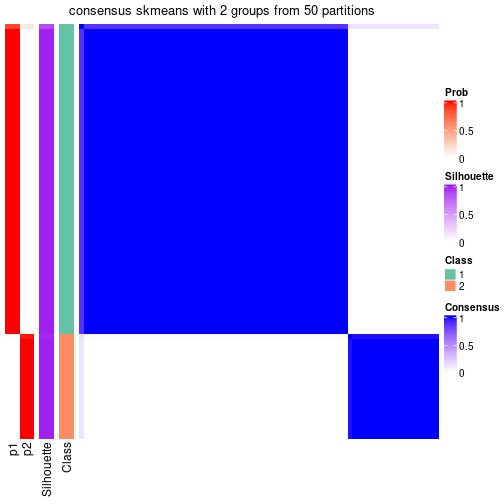 consensus skmeans with 2 groups from 50 partitions
Prob
1
0.5
0
Silhouette
1
0.5
0
Class
1
2
Consensus
1
0.5
0
p1
p2
Silhouette
Class